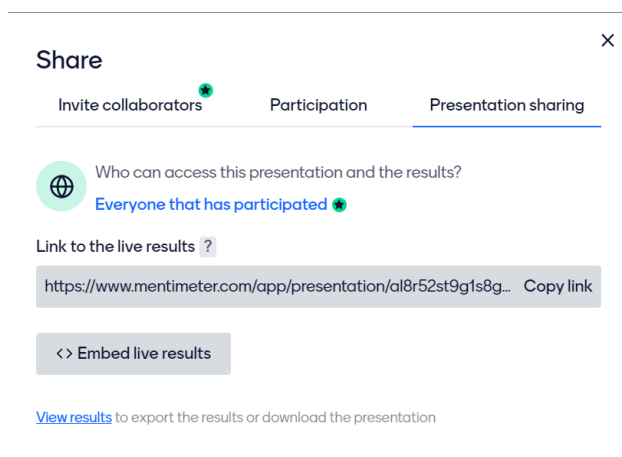 Share
Invite collaborators Participation Presentation sharing
Who can access this presentation and the results?
Everyone that has participated
Link to the live results ?
https://www.mentimeter.com/app/presentation/al8r52st9g1s8g... Copy link
<> Embed live results
View results to export the results or download the presentation